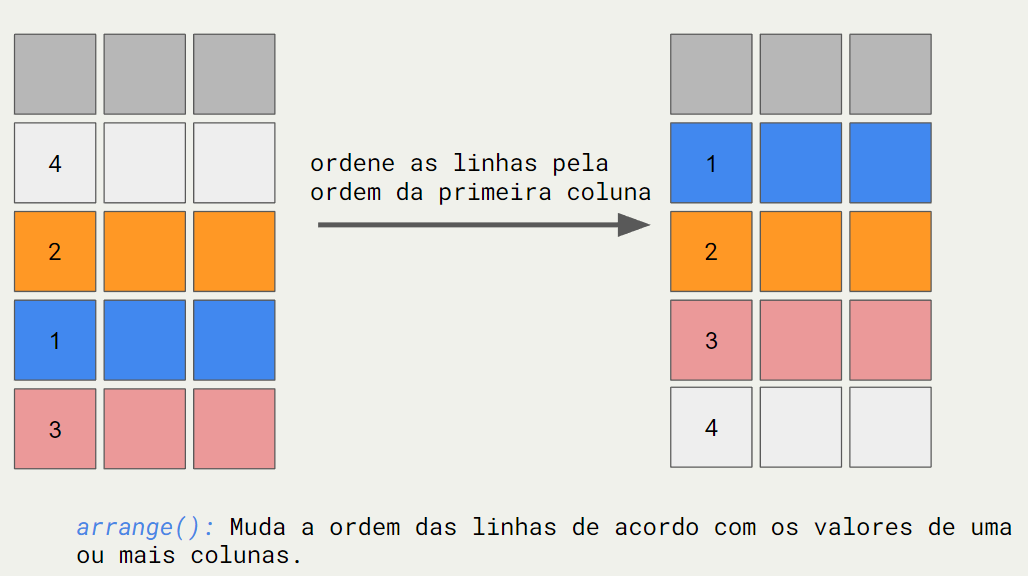 4
2
1
3
ordene as linhas pela
ordem da primeira coluna
1
2
3
4
arrange(): Muda a ordem das linhas de acordo com os valores de uma
ou mais colunas.